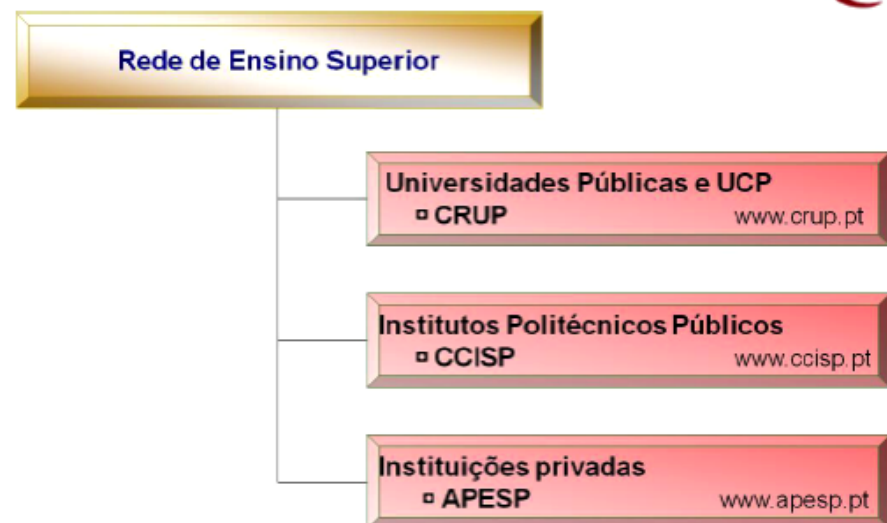 Rede de Ensino Superior
Universidades Públicas e UCP
¤ CRUP www.crup.pt
Institutos Politécnicos Públicos
¤ CCISP www.ccisp.pt
Instituições privadas
¤ APESP www.apesp.pt